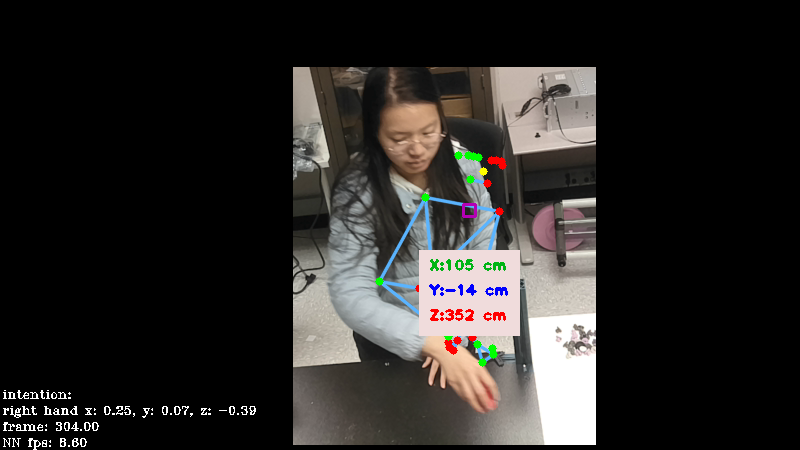 X:105 cm
Y:-14 cm
Z:352 cm
intention:
right hand x: 0.25, y: 0.07, z: -0.39
frame: 304.00
NN fps: 8.60